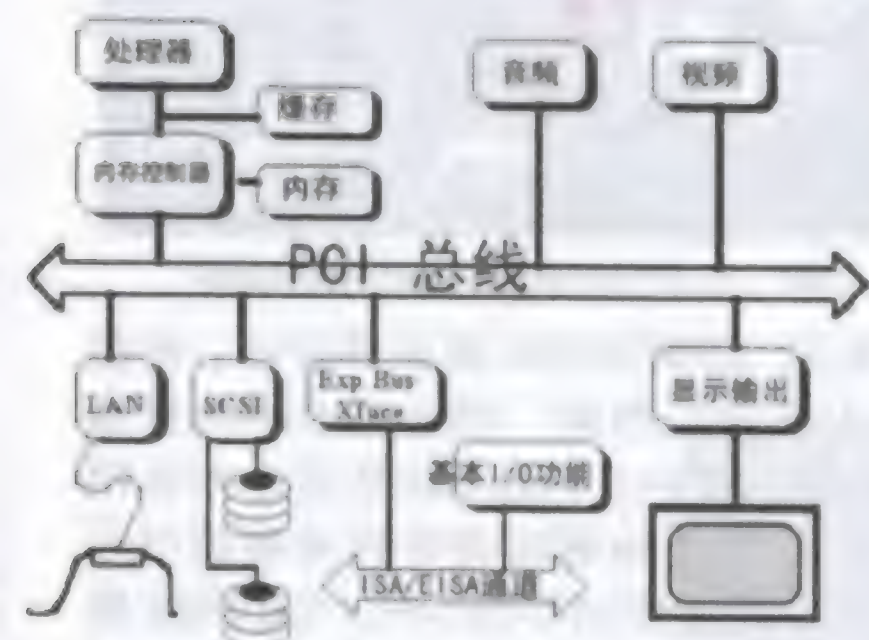 处理器
缓存
音频
视频
内存控制器
内存
PCI 总线
LAN
SCSI
Exp Bus
Xface
显示输出
基本I/O功能
ISA/EISA通道